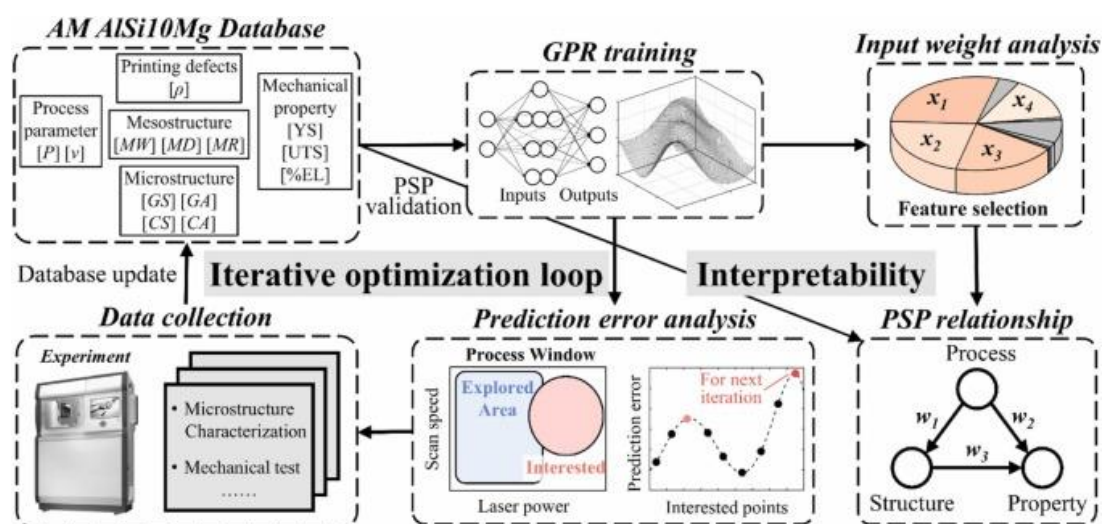 AM AlSi10Mg Database
Printing defects
[ρ]
Process
parameter
[P] [v]
Mesostructure
[MW] [MD] [MR]
Microstructure
[GS] [GA]
[CS] [CA]
Mechanical
property
[YS]
[UTS]
[%EL]
GPR training
Inputs
Outputs
Input weight analysis
x1
x2
x3
x4
Feature selection
PSP
validation
Database update
Iterative optimization loop
Interpretability
Data collection
Experiment
• Microstructure
Characterization
• Mechanical test
......
Prediction error analysis
Process Window
Explored
Area
Interested
Scan speed
Laser power
For next
iteration
Prediction error
Interested points
PSP relationship
Process
w1
w2
w3
Structure
Property